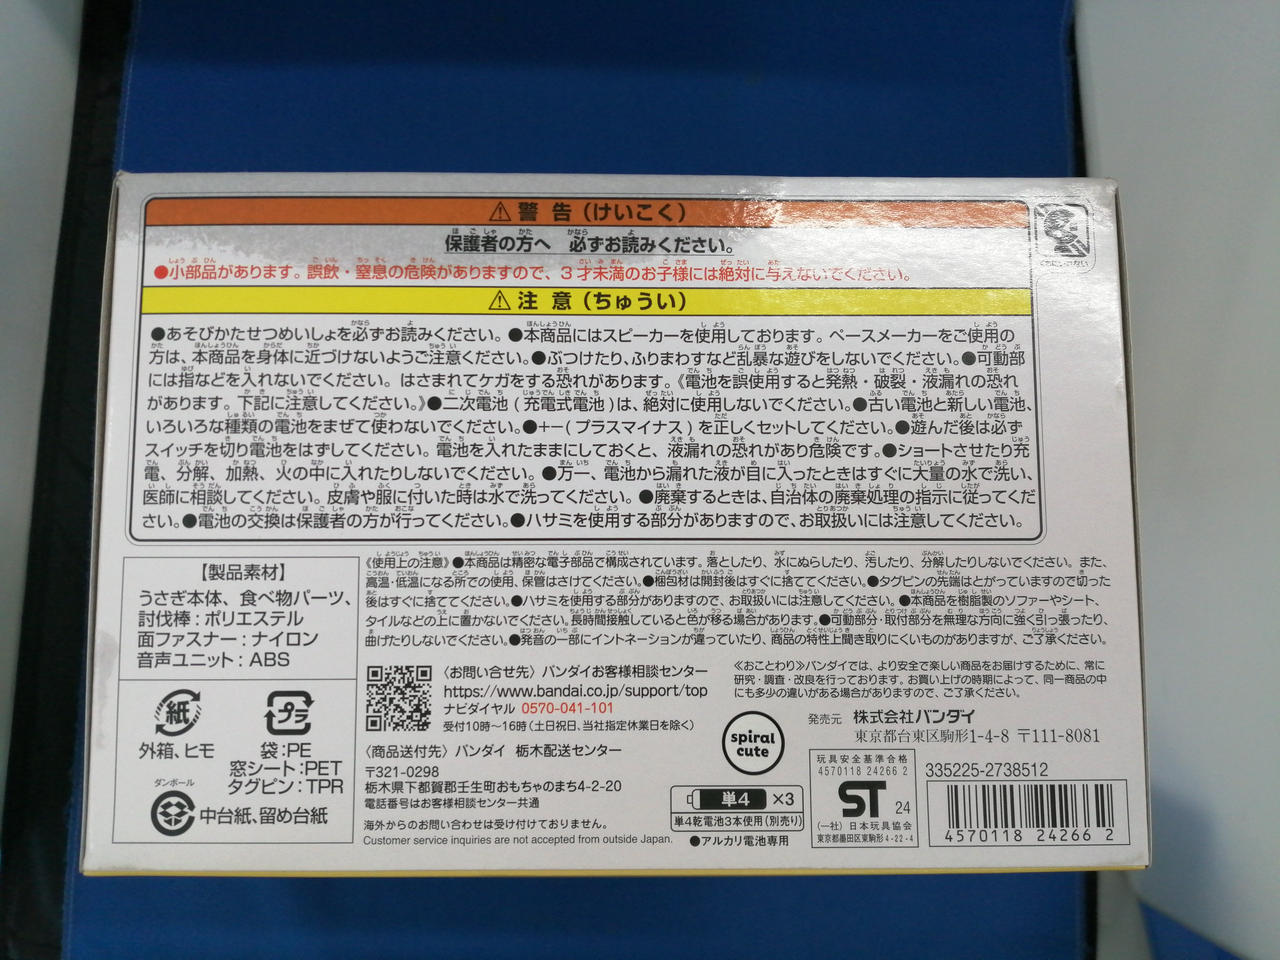 ⚠警告(けいこく)
保護者の方へ 必ずお読みください。
●小部品があります。誤飲・窒息の危険がありますので、3才未満のお子様には絶対に与えないでください。
⚠注意(ちゅうい)
●あそびかたせつめいしょを必ずお読みください。●本商品にはスピーカーを使用しております。ペースメーカーをご使用の
方は、本商品を身体に近づけないようご注意ください。●ぶつけたり、ふりまわすなど乱暴な遊びをしないでください。●可動部
には指などを入れないでください。はさまれてケガをする恐れがあります。《電池を誤使用すると発熱・破裂・液漏れの恐れ
があります。下記に注意してください。》●二次電池(充電式電池)は、絶対に使用しないでください。●古い電池と新しい電池、
いろいろな種類の電池をまぜて使わないでください。●+−(プラスマイナス)を正しくセットしてください。●遊んだ後は必ず
スイッチを切り電池をはずしてください。電池を入れたままにしておくと、液漏れの恐れがあり危険です。●ショートさせたり充
電、分解、加熱、火の中に入れたりしないでください。●万一、電池から漏れた液が目に入ったときはすぐに大量の水で洗い、
医師に相談してください。皮膚や服に付いた時は水で洗ってください。●廃棄するときは、自治体の廃棄処理の指示に従ってくだ
さい。●電池の交換は保護者の方が行ってください。●ハサミを使用する部分がありますので、お取扱いには注意してください。
【製品素材】
うさぎ本体、食べ物パーツ、
討伐棒:ポリエステル
面ファスナー:ナイロン
音声ユニット:ABS
紙
外箱、ヒモ
プラ
袋:PE
窓シート:PET
タグピン:TPR
ダンボール
中台紙、留め台紙
《使用上の注意》●本商品は精密な電子部品で構成されています。落としたり、水にぬらしたり、汚したり、分解したりしないでください。また、
高温・低温になる所での使用、保管はさけてください。●梱包材は開封後はすぐに捨ててください。●タグピンの先端はとがっていますので切った
後はすぐに捨ててください。●ハサミを使用する部分がありますので、お取扱いには注意してください。●本商品を樹脂製のソファーやシート、
タイルなどの上に置かないでください。長時間接触していると色が移る場合があります。●可動部分・取付部分を無理な方向に強く引っ張ったり、
曲げたりしないでください。●発音の一部にイントネーションが違っていたり、商品の特性上聞き取りにくいものがありますが、ご了承ください。
〈お問い合せ先〉バンダイお客様相談センター
https://www.bandai.co.jp/support/top
ナビダイヤル 0570-041-101
受付10時〜16時(土日祝日、当社指定休業日を除く)
〈商品送付先〉バンダイ 栃木配送センター
〒321-0298
栃木県下都賀郡壬生町おもちゃのまち4-2-20
電話番号はお客様相談センター共通
海外からのお問い合わせは受け付けておりません。
Customer service inquiries are not accepted from outside Japan.
≪おことわり≫バンダイでは、より安全で楽しい商品をお届けするために、常に
研究・調査・改良を行っております。お買い上げの時期によって、同一商品の中
にも多少の違いがある場合がありますので、ご了承ください。
spiral
cute
発売元 株式会社バンダイ
東京都台東区駒形1-4-8 〒111-8081
単4 ×3
単4乾電池3本使用(別売り)
●アルカリ電池専用
玩具安全基準合格
4570118 24266 2
ST 24
(一社)日本玩具協会
東京都墨田区東駒形4-22-4
335225-2738512
4570118 24266 2